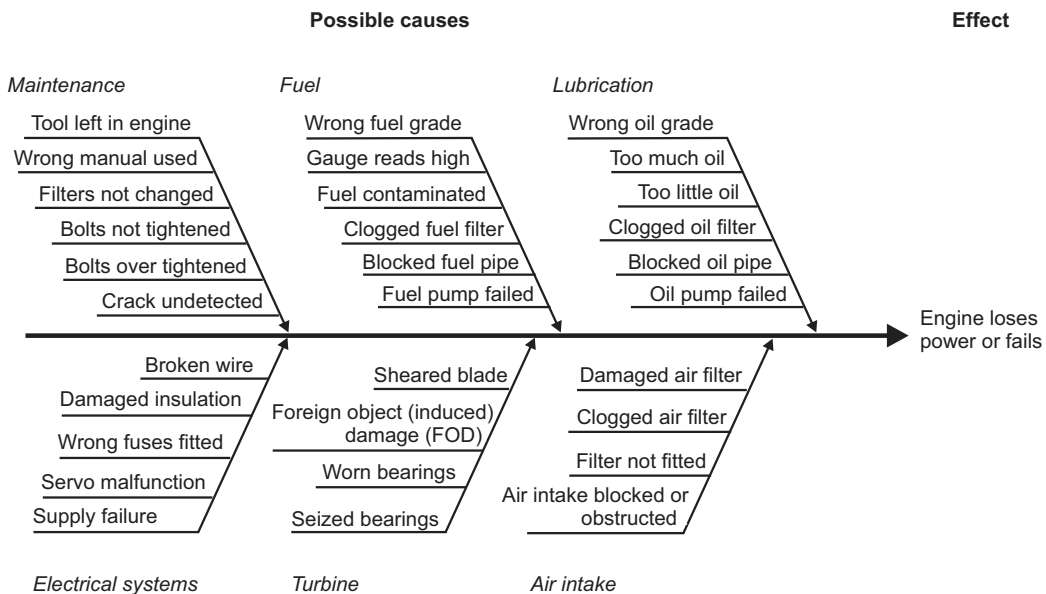 Possible causes
Effect
Maintenance
Fuel
Lubrication
Tool left in engine
Wrong manual used
Filters not changed
Bolts not tightened
Bolts over tightened
Crack undetected
Wrong fuel grade
Gauge reads high
Fuel contaminated
Clogged fuel filter
Blocked fuel pipe
Fuel pump failed
Wrong oil grade
Too much oil
Too little oil
Clogged oil filter
Blocked oil pipe
Oil pump failed
Engine loses
power or fails
Broken wire
Damaged insulation
Wrong fuses fitted
Servo malfunction
Supply failure
Sheared blade
Foreign object (induced)
damage (FOD)
Worn bearings
Seized bearings
Damaged air filter
Clogged air filter
Filter not fitted
Air intake blocked or
obstructed
Electrical systems
Turbine
Air intake